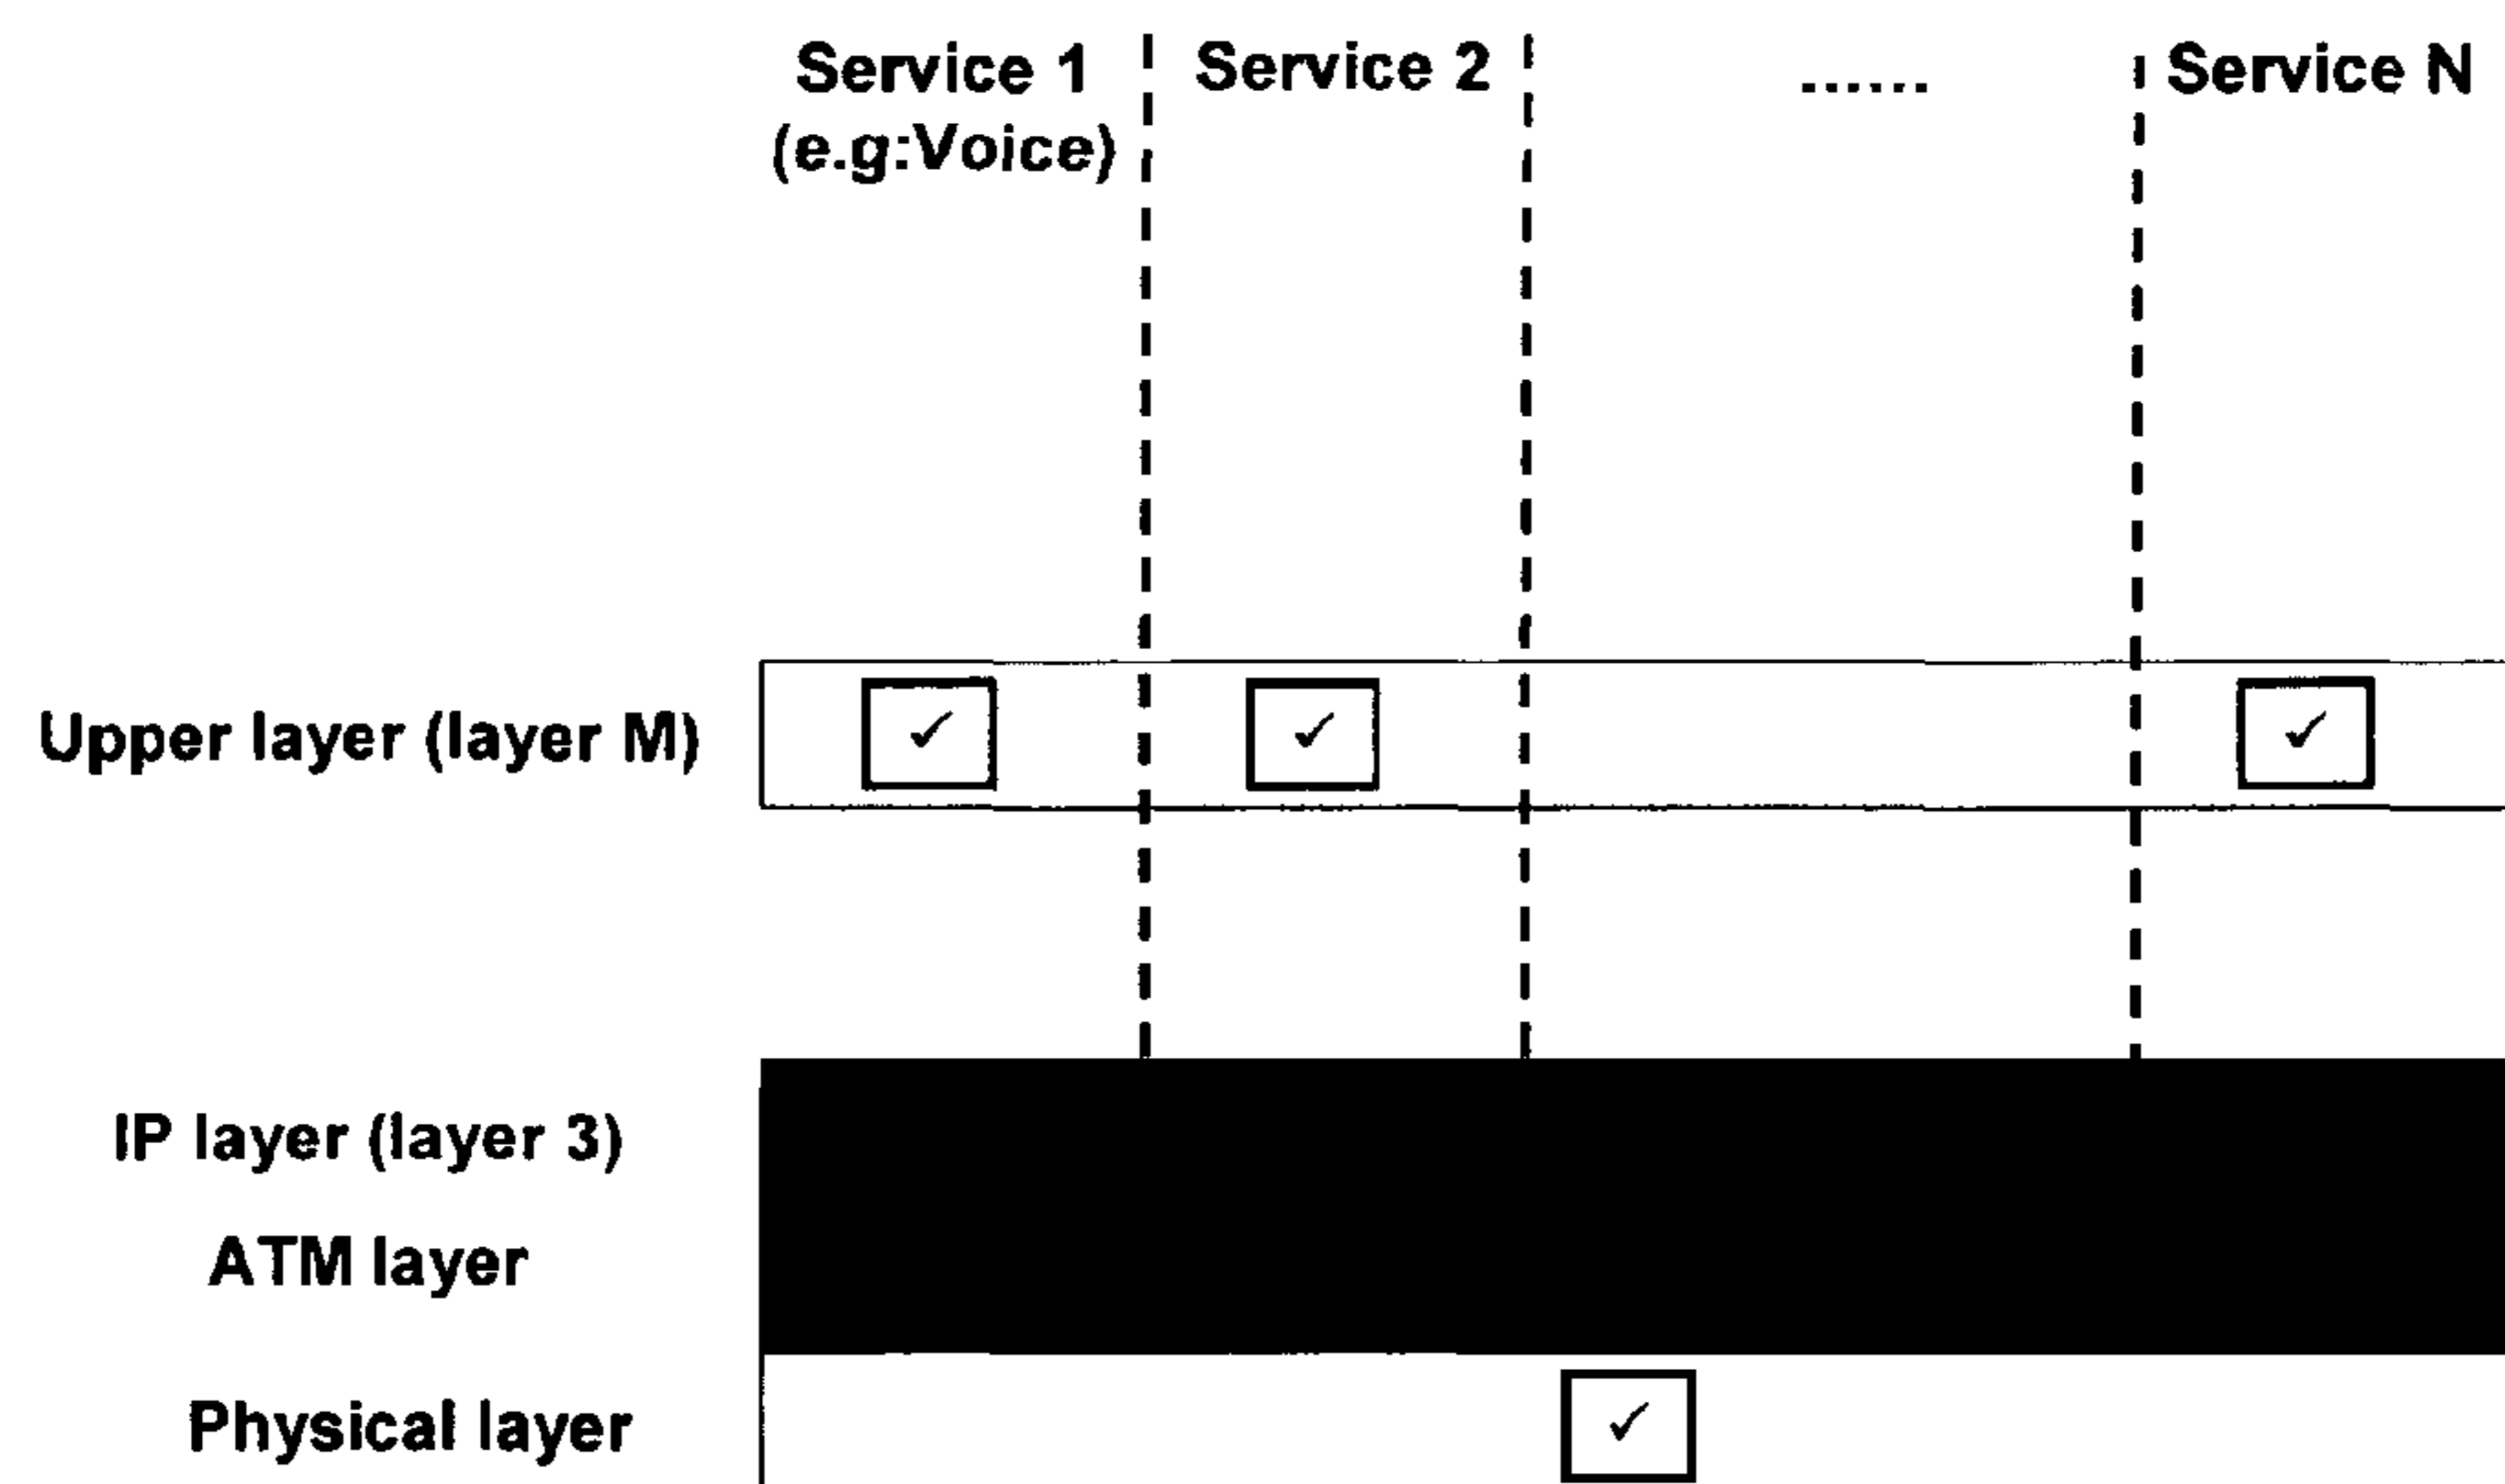 Service 1 Service 2 ...... Service N
(e.g:Voice)
Upper layer (layer M) ✓ ✓ ✓
IP layer (layer 3)
ATM layer
Physical layer ✓